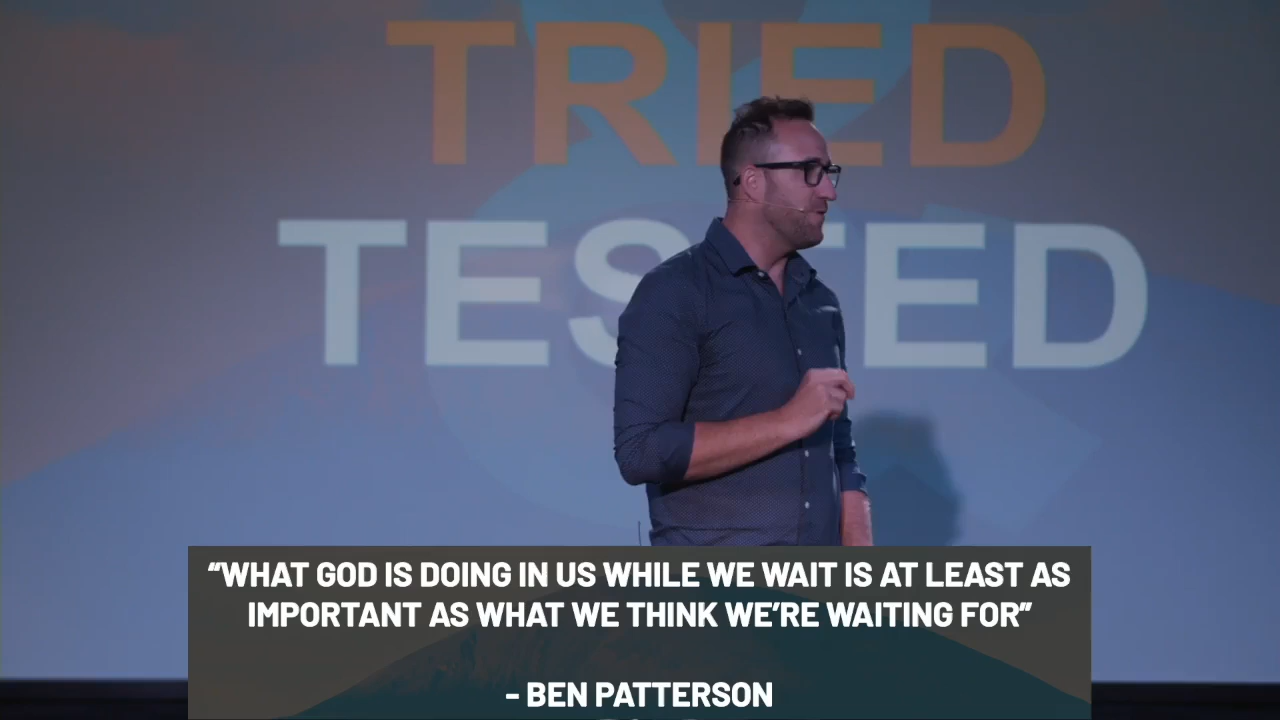 TRIED
TESTED
“WHAT GOD IS DOING IN US WHILE WE WAIT IS AT LEAST AS
IMPORTANT AS WHAT WE THINK WE’RE WAITING FOR”
- BEN PATTERSON